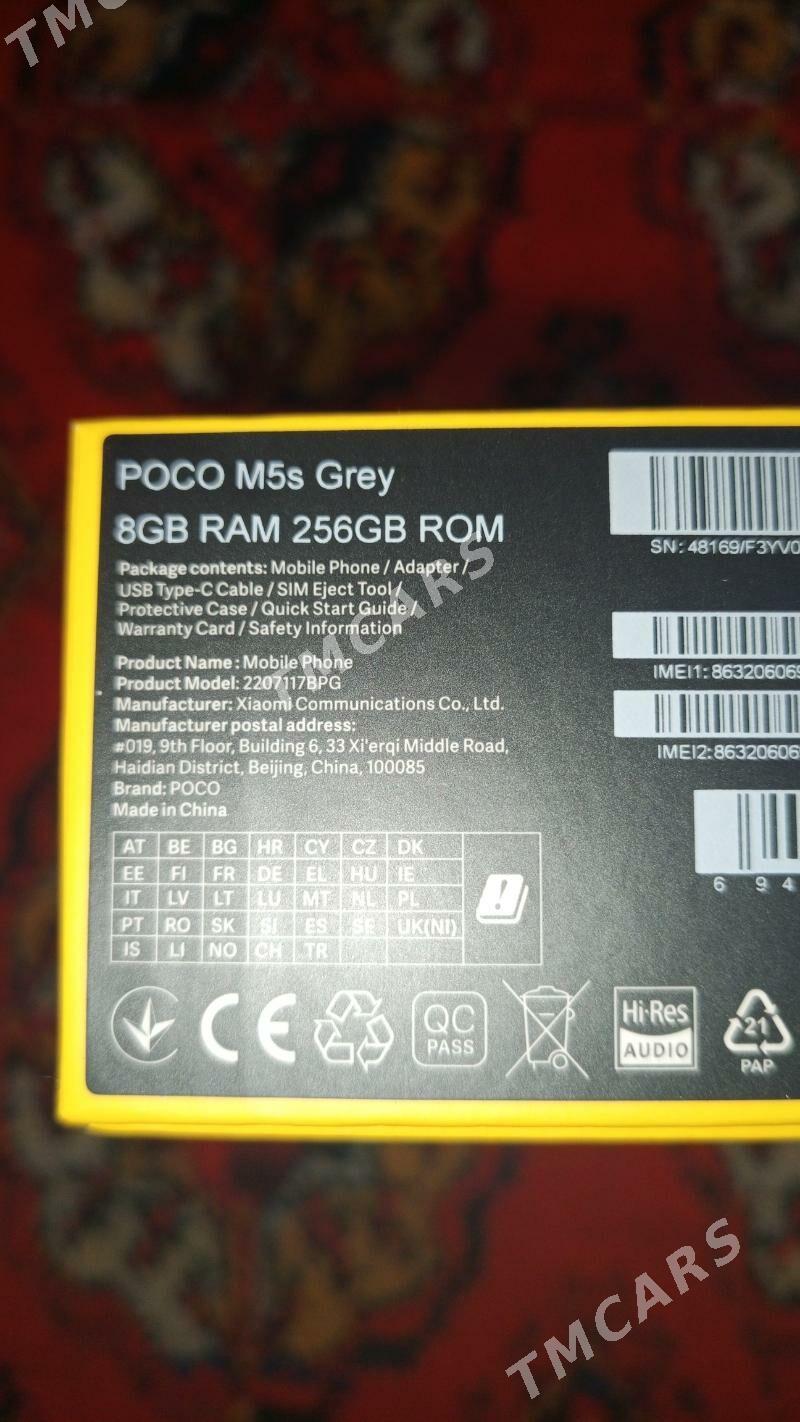 TMCARS
POCO M5s Grey
8GB RAM 256GB ROM
Package contents: Mobile Phone / Adapter /
USB Type-C Cable / SIM Eject Tool /
Protective Case / Quick Start Guide /
Warranty Card / Safety Information
Product Name : Mobile Phone
Product Model: 2207117BPG
Manufacturer: Xiaomi Communications Co., Ltd.
Manufacturer postal address:
#019, 9th Floor, Building 6, 33 Xi'erqi Middle Road,
Haidian District, Beijing, China, 100085
Brand: POCO
Made in China
SN: 48169/F3YV0
IMEI1: 863206069
IMEI2: 863206069
6 94
AT BE BG HR CY CZ DK
EE FI FR DE EL HU IE
IT LV LT LU MT NL PL
PT RO SK SI ES SE UK(NI)
IS LI NO CH TR
CE
QC
PASS
Hi-Res
AUDIO
21
PAP
TMCARS
TMCARS